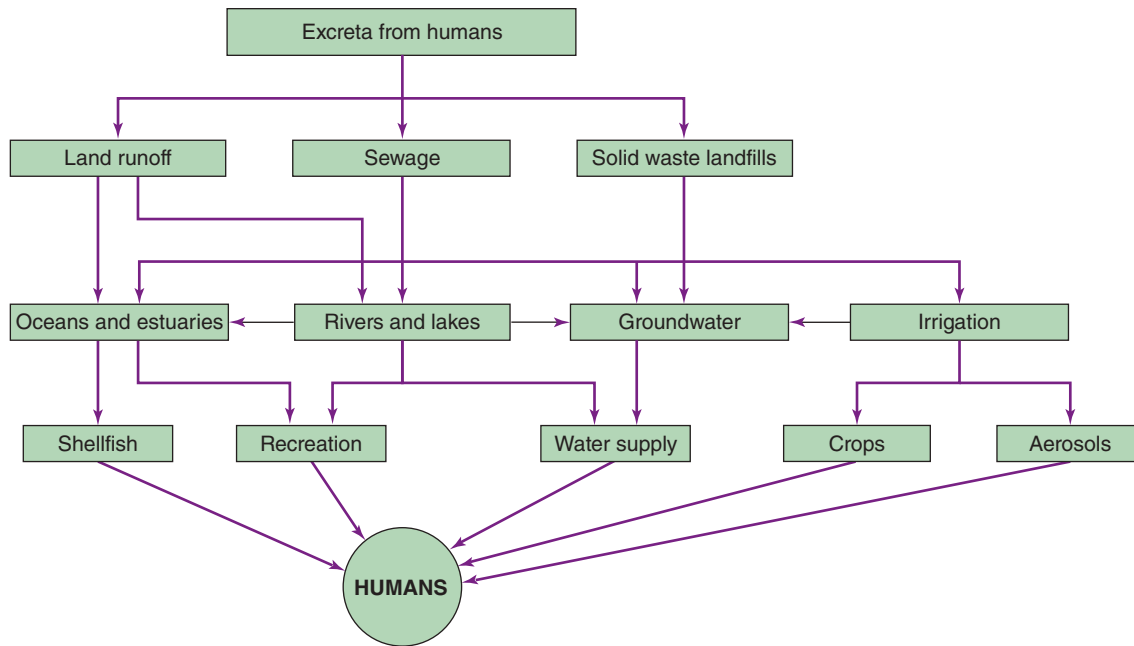 Excreta from humans
Land runoff
Sewage
Solid waste landfills
Oceans and estuaries
Rivers and lakes
Groundwater
Irrigation
Shellfish
Recreation
Water supply
Crops
Aerosols
HUMANS